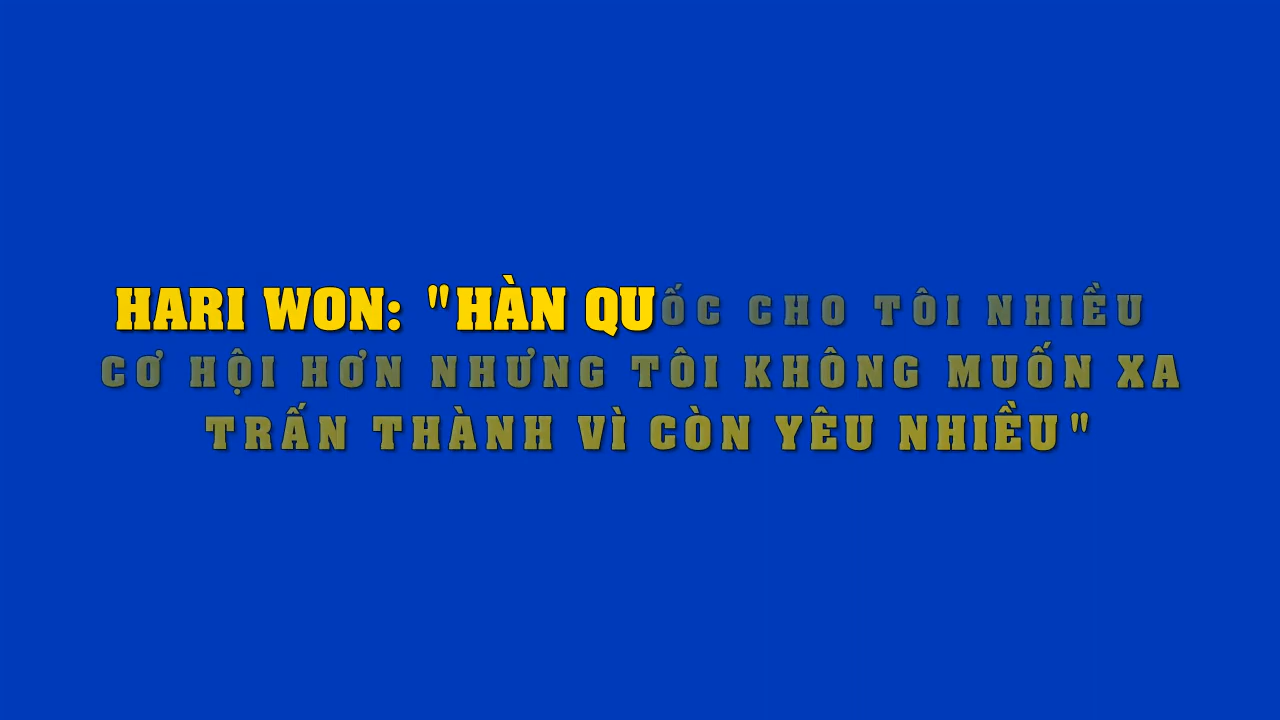 HARI WON: "HÀN QUỐC CHO TÔI NHIỀU
CƠ HỘI HƠN NHƯNG TÔI KHÔNG MUỐN XA
TRẤN THÀNH VÌ CÒN YÊU NHIỀU"